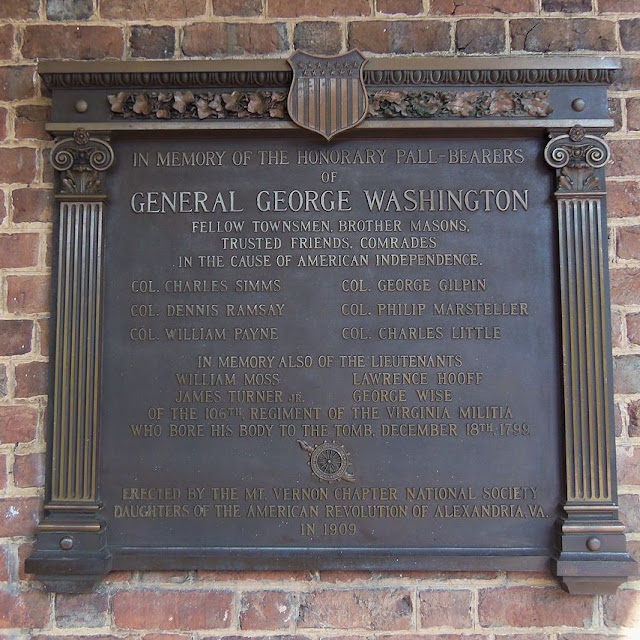 IN MEMORY OF THE HONORARY PALL-BEARERS
OF
GENERAL GEORGE WASHINGTON
FELLOW TOWNSMEN, BROTHER MASONS,
TRUSTED FRIENDS, COMRADES
IN THE CAUSE OF AMERICAN INDEPENDENCE.
COL. CHARLES SIMMS COL. GEORGE GILPIN
COL. DENNIS RAMSAY COL. PHILIP MARSTELLER
COL. WILLIAM PAYNE COL. CHARLES LITTLE
IN MEMORY ALSO OF THE LIEUTENANTS
WILLIAM MOSS LAWRENCE HOOFF
JAMES TURNER JR. GEORGE WISE
OF THE 106TH. REGIMENT OF THE VIRGINIA MILITIA
WHO BORE HIS BODY TO THE TOMB, DECEMBER 18TH, 1799.
ERECTED BY THE MT. VERNON CHAPTER NATIONAL SOCIETY
DAUGHTERS OF THE AMERICAN REVOLUTION OF ALEXANDRIA, VA.
IN 1909